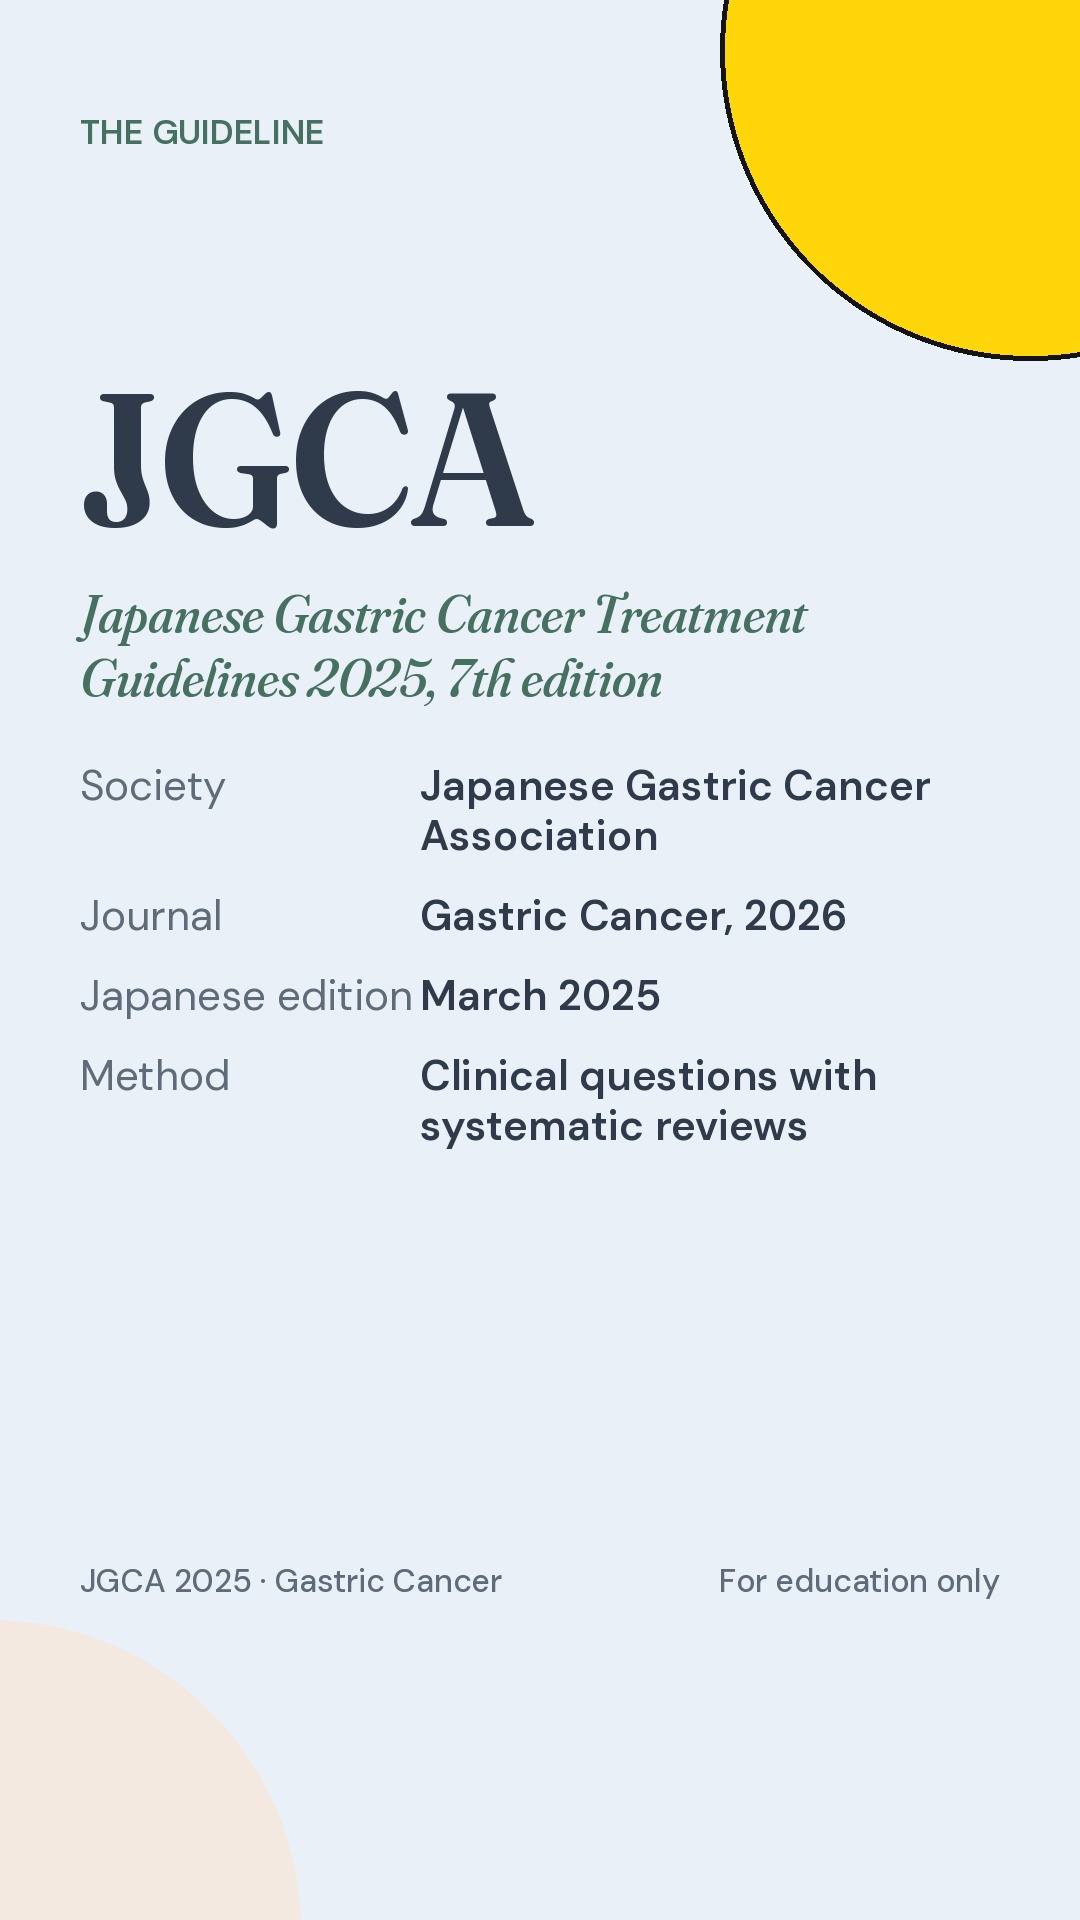 THE GUIDELINE
JGCA
Japanese Gastric Cancer Treatment
Guidelines 2025, 7th edition
Society Japanese Gastric Cancer
Association
Journal Gastric Cancer, 2026
Japanese edition March 2025
Method Clinical questions with
systematic reviews
JGCA 2025 · Gastric Cancer For education only